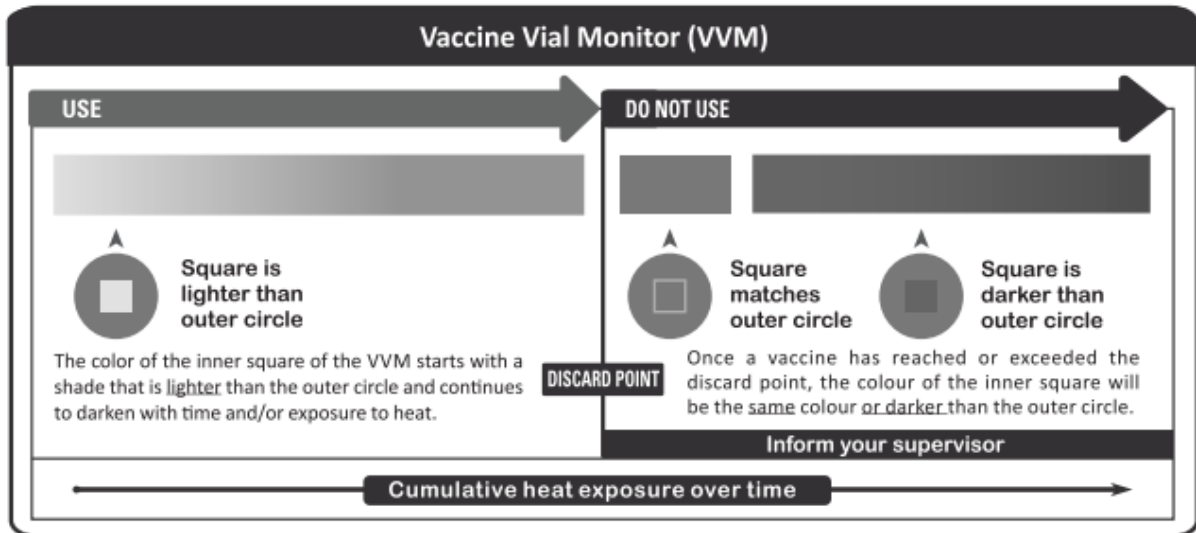 Vaccine Vial Monitor (VVM)
USE
Square is
lighter than
outer circle
The color of the inner square of the VVM starts with a
shade that is lighter than the outer circle and continues
to darken with time and/or exposure to heat.
DISCARD POINT
DO NOT USE
Square
matches
outer circle
Square is
darker than
outer circle
Once a vaccine has reached or exceeded the
discard point, the colour of the inner square will
be the same colour or darker than the outer circle.
Inform your supervisor
Cumulative heat exposure over time